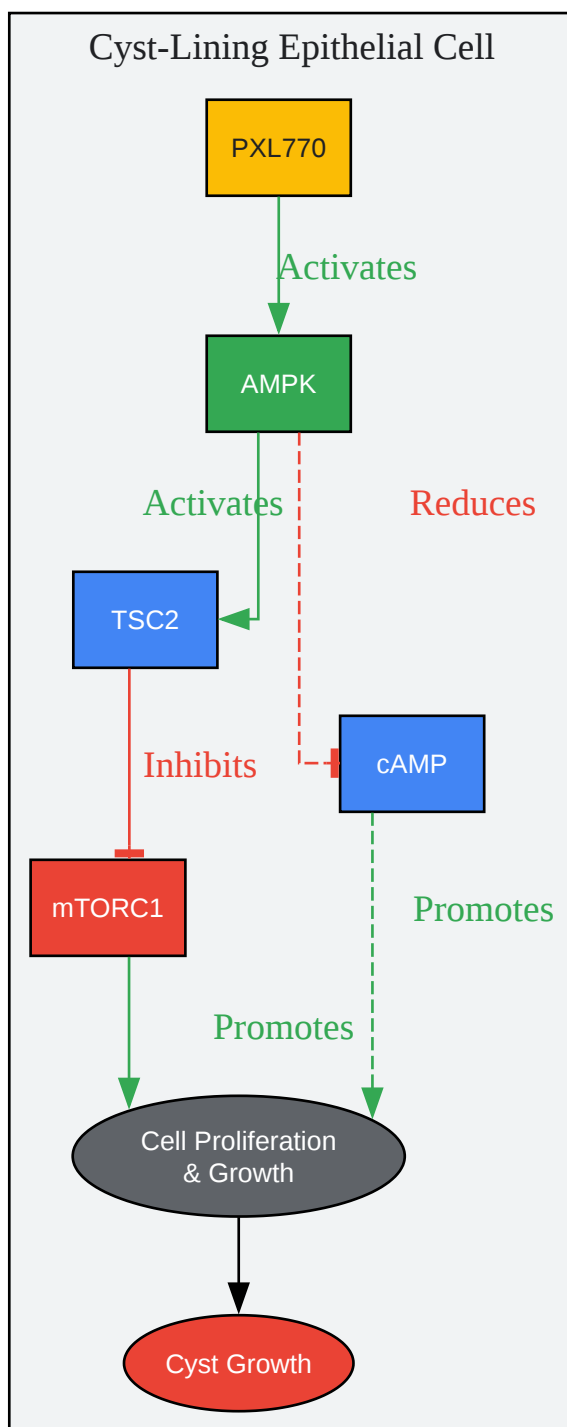 Cyst-Lining Epithelial Cell
PXL770
Activates
AMPK
Activates
Reduces
TSC2
Inhibits
cAMP
mTORC1
Promotes
Promotes
Cell Proliferation
& Growth
Cyst Growth